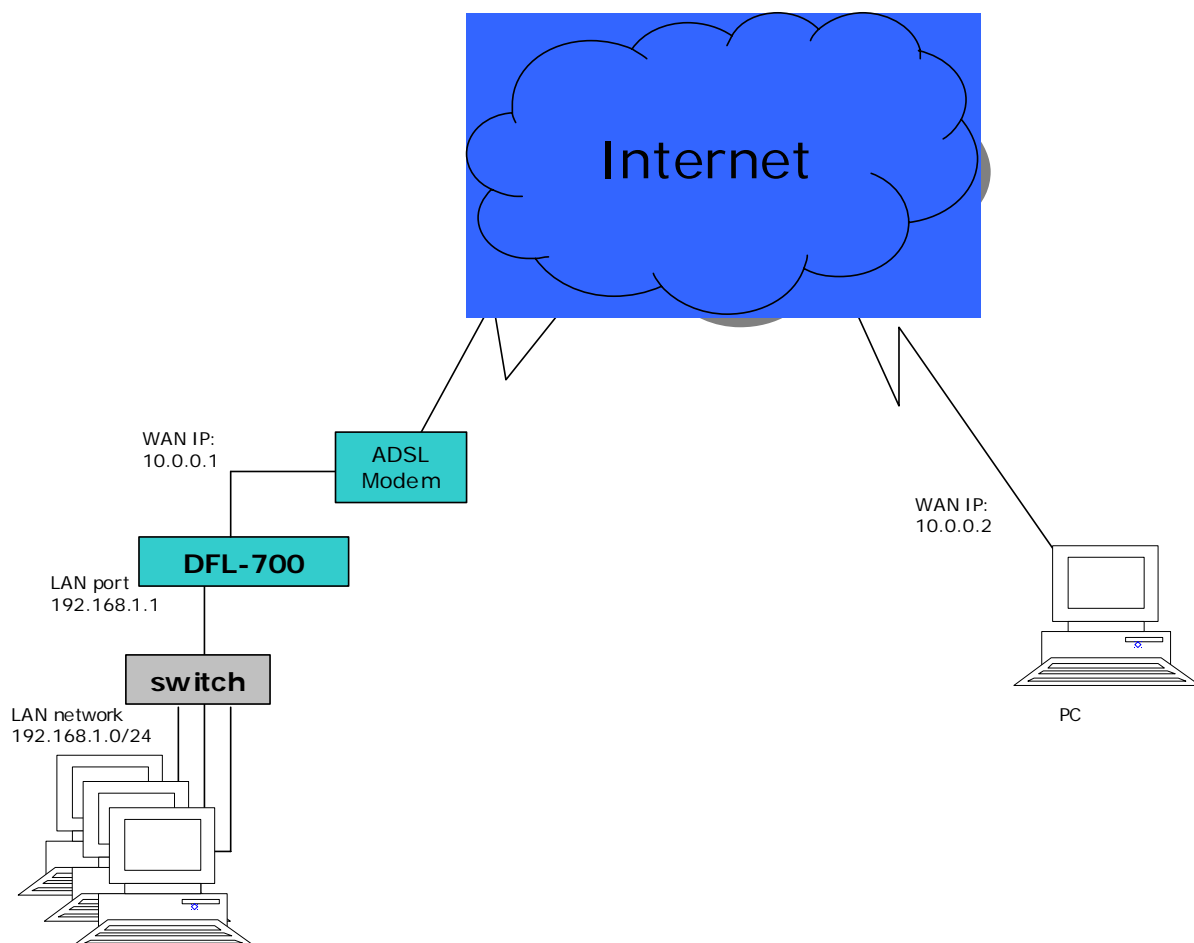 Internet
WAN IP:
10.0.0.1
ADSL
Modem
WAN IP:
10.0.0.2
DFL-700
LAN port
192.168.1.1
switch
LAN network
192.168.1.0/24
PC